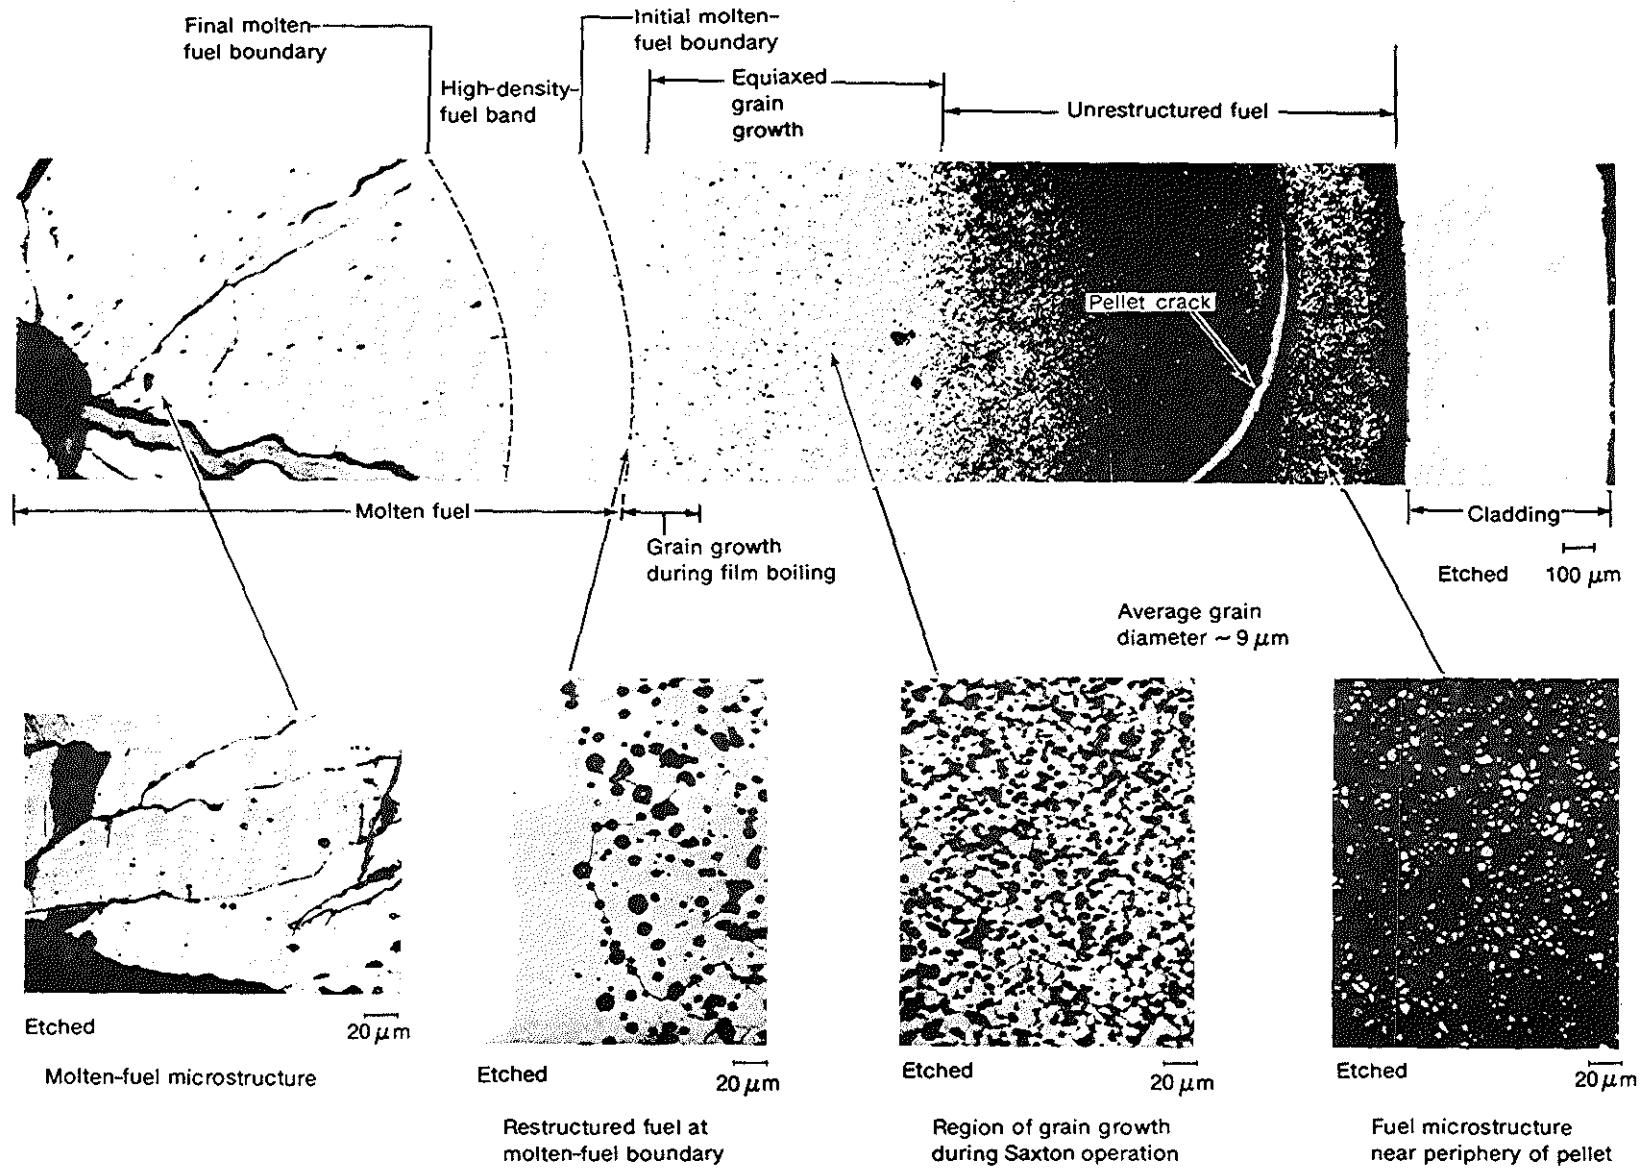 Final molten-
fuel boundary
High-density-
fuel band
Initial molten-
fuel boundary
Equiaxed
grain
growth
Unrestructured fuel
Pellet crack
Molten fuel
Grain growth
during film boiling
Cladding
Etched 100 μm
Average grain
diameter ~ 9 μm
Etched 20 μm
Molten-fuel microstructure
Etched 20 μm
Restructured fuel at
molten-fuel boundary
Etched 20 μm
Region of grain growth
during Saxton operation
Etched 20 μm
Fuel microstructure
near periphery of pellet